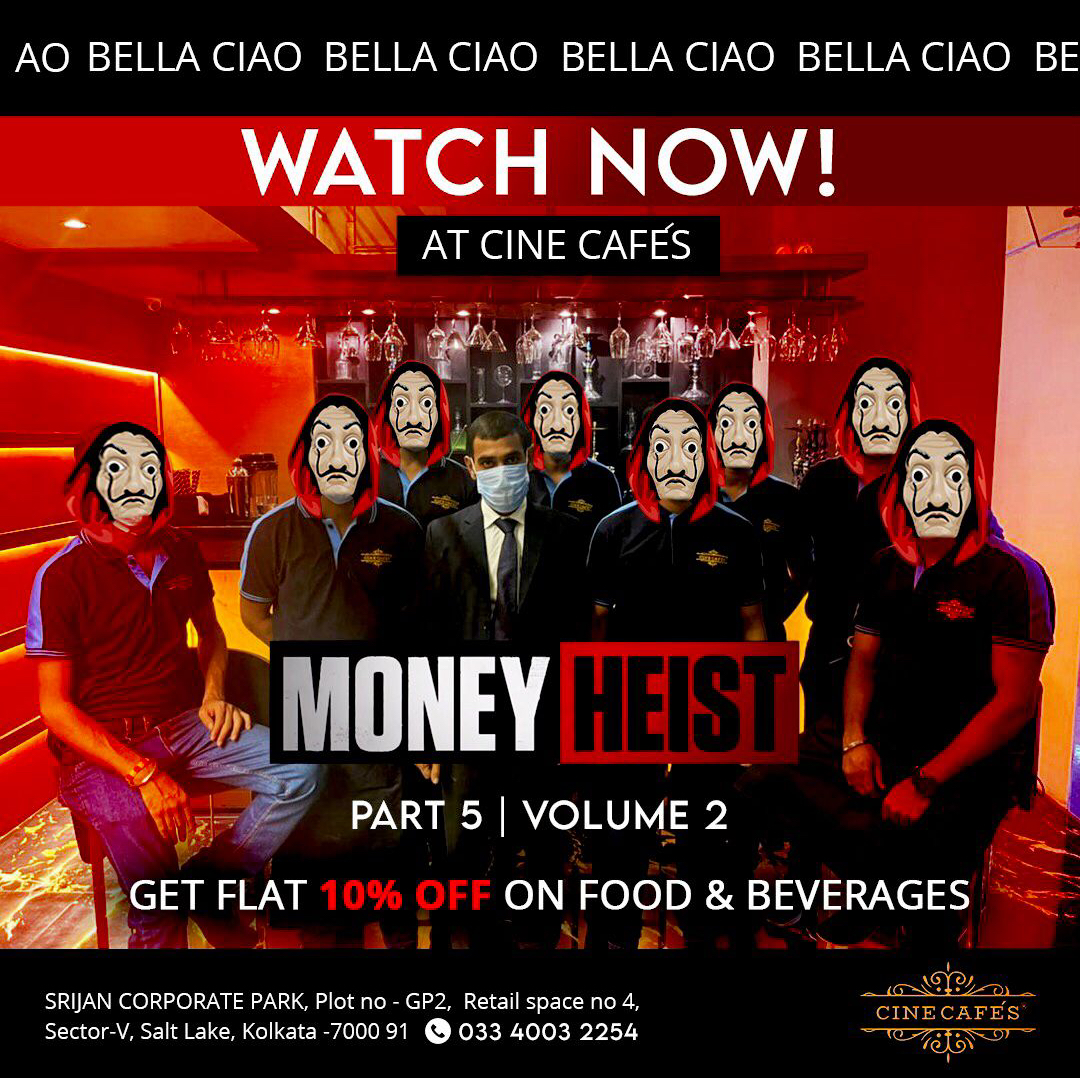 AO BELLA CIAO BELLA CIAO BELLA CIAO BELLA CIAO BE
WATCH NOW!
AT CINE CAFÉS
MONEY HEIST
PART 5 | VOLUME 2
GET FLAT 10% OFF ON FOOD & BEVERAGES
SRIJAN CORPORATE PARK, Plot no - GP2, Retail space no 4,
Sector-V, Salt Lake, Kolkata -7000 91 033 4003 2254
CINECAFÉS